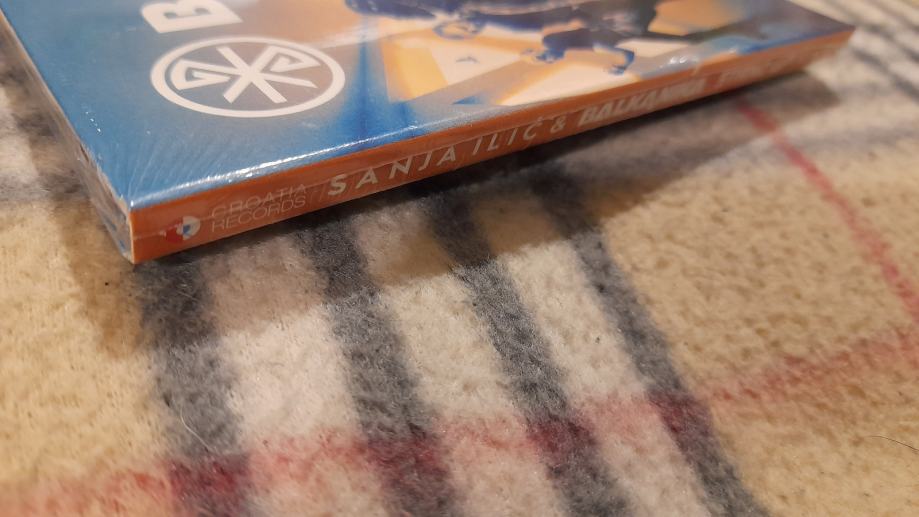 B
CROATIA
RECORDS
SANJA ILIĆ & BALKANIKA